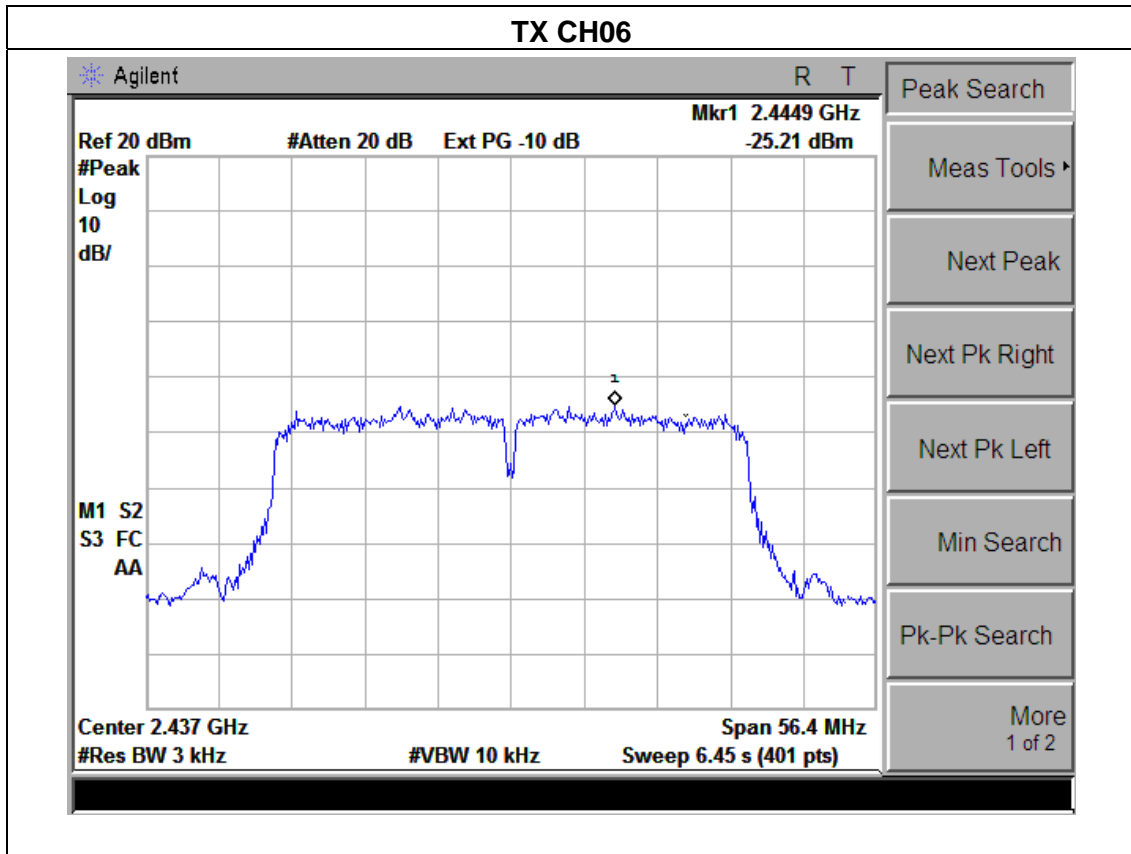 TX CH06
Agilent R T
Peak Search
Mkr1 2.4449 GHz
Ref 20 dBm #Atten 20 dB Ext PG -10 dB -25.21 dBm
#Peak
Log
10
dB/
1
M1 S2
S3 FC
AA
Center 2.437 GHz Span 56.4 MHz
#Res BW 3 kHz #VBW 10 kHz Sweep 6.45 s (401 pts)
Meas Tools
Next Peak
Next Pk Right
Next Pk Left
Min Search
Pk-Pk Search
More
1 of 2